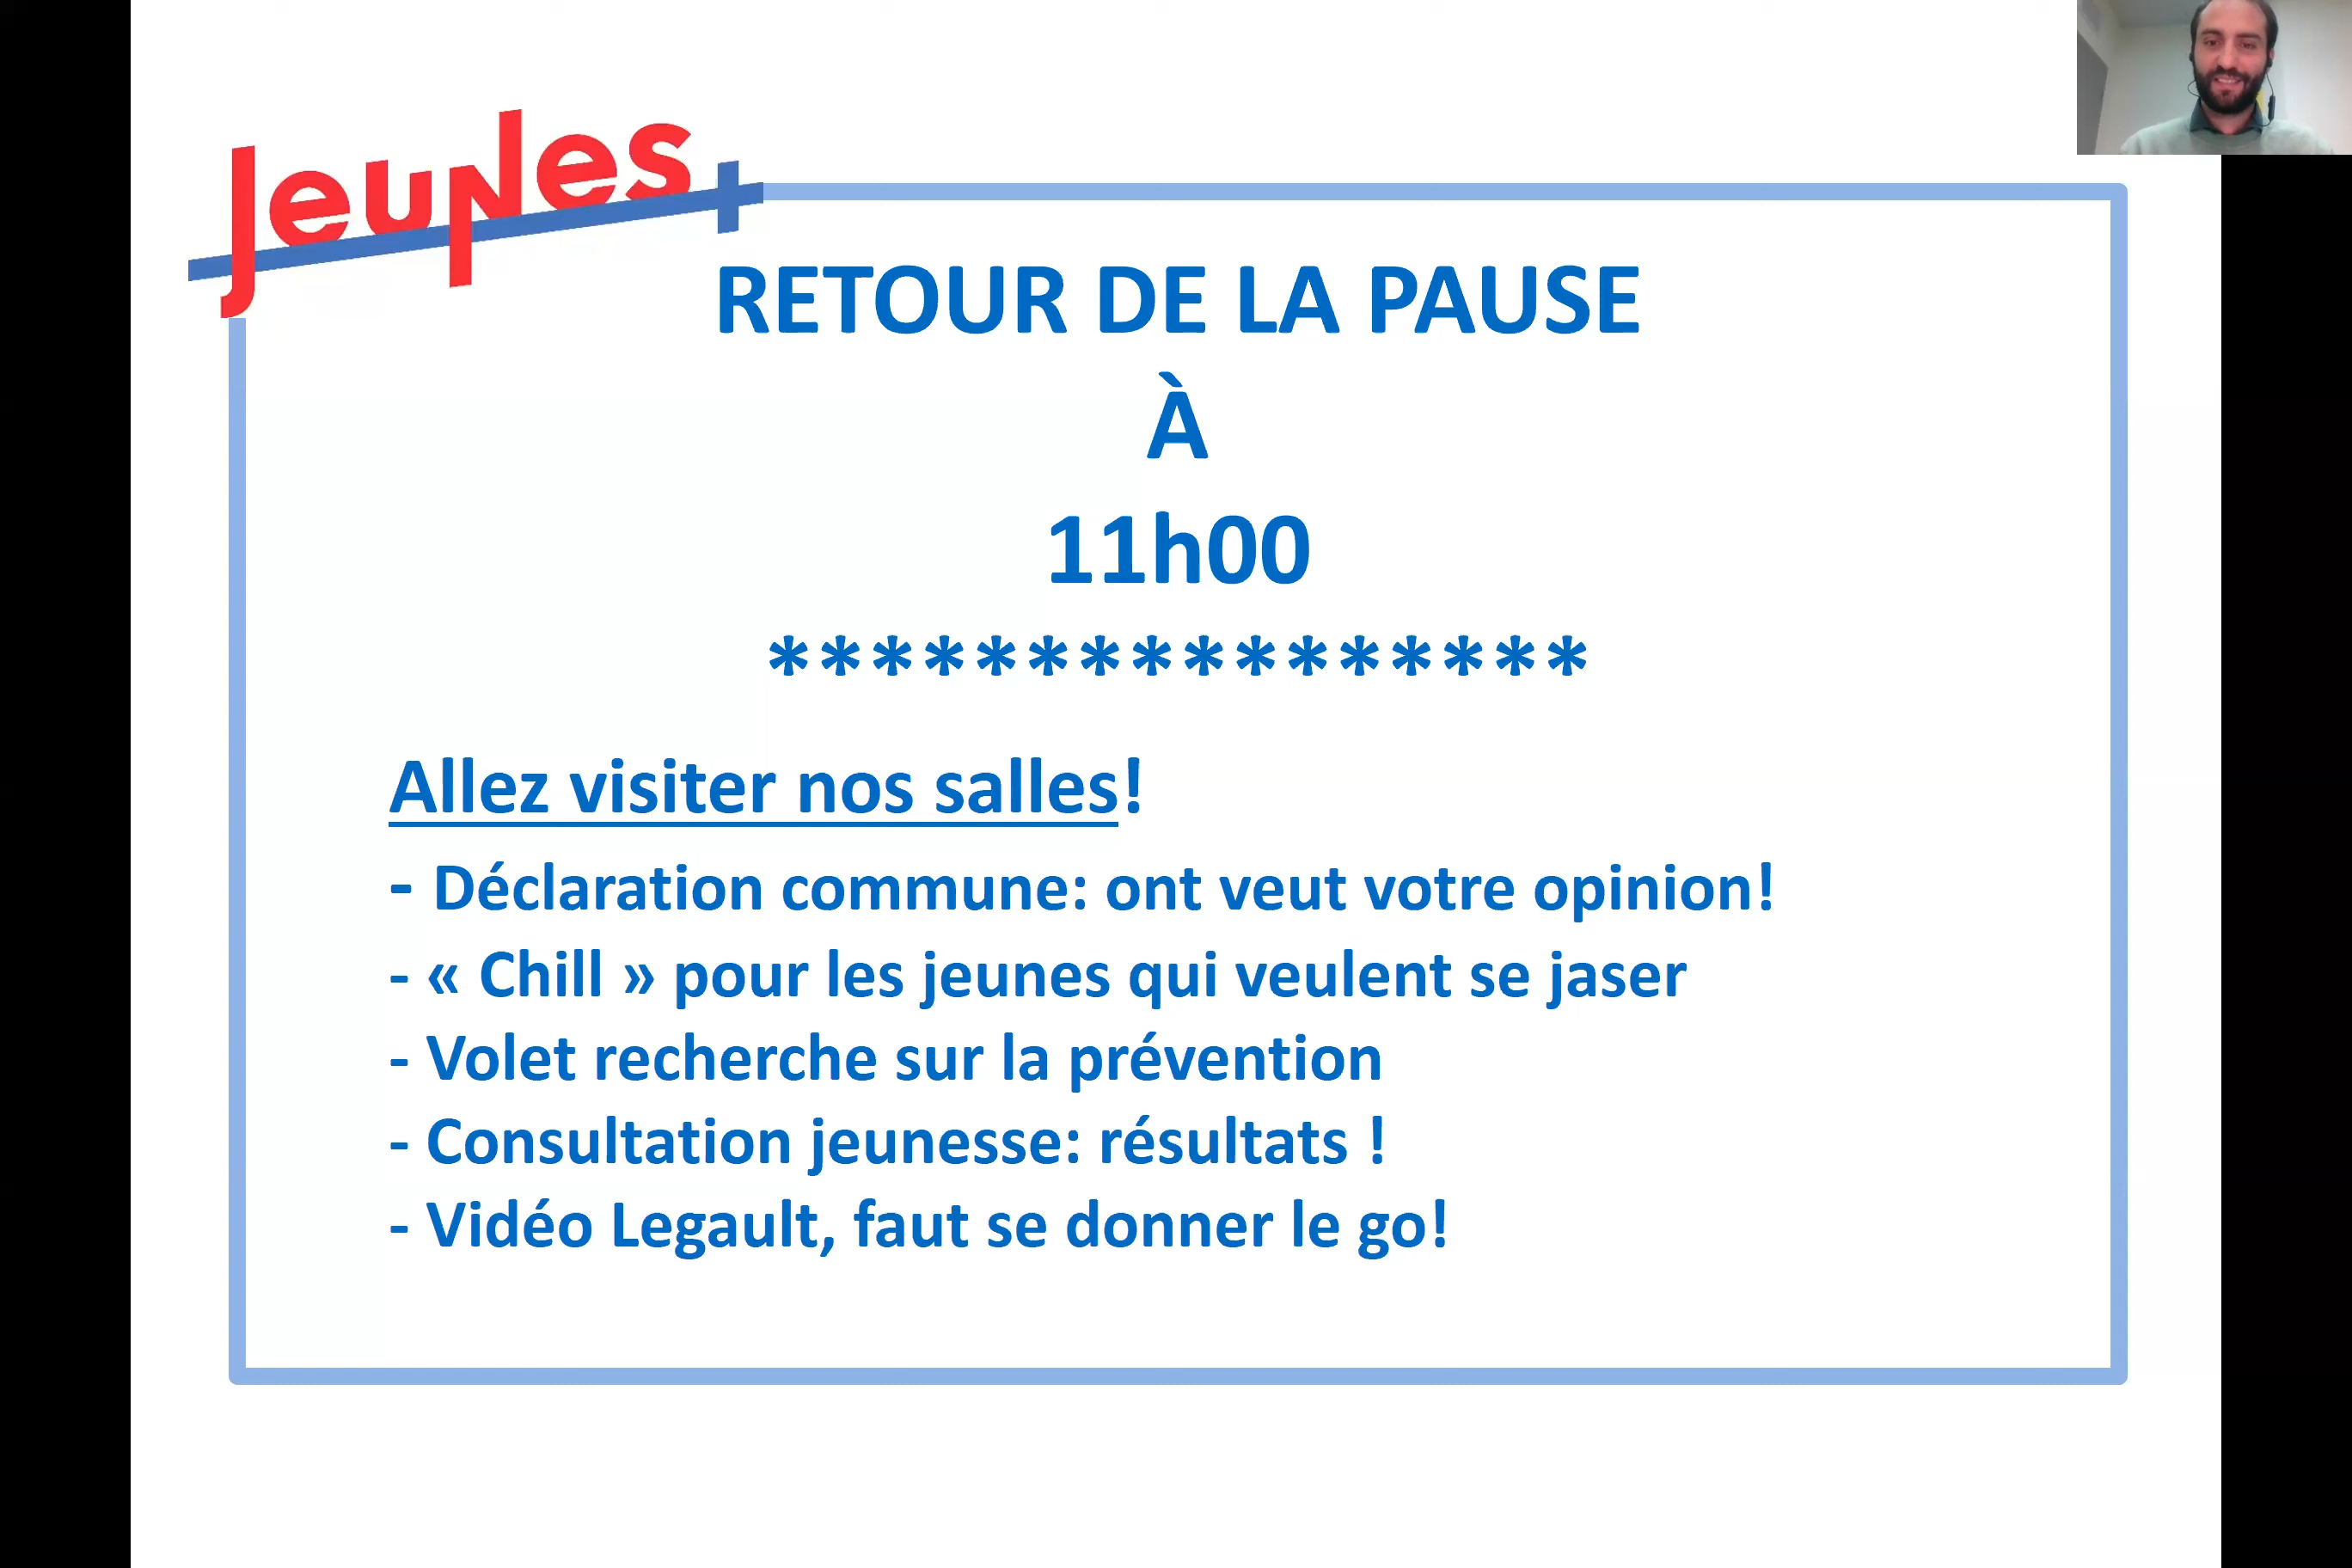 Jeunes+
RETOUR DE LA PAUSE
À
11h00
****************
Allez visiter nos salles!
- Déclaration commune: ont veut votre opinion!
- « Chill » pour les jeunes qui veulent se jaser
- Volet recherche sur la prévention
- Consultation jeunesse: résultats !
- Vidéo Legault, faut se donner le go!